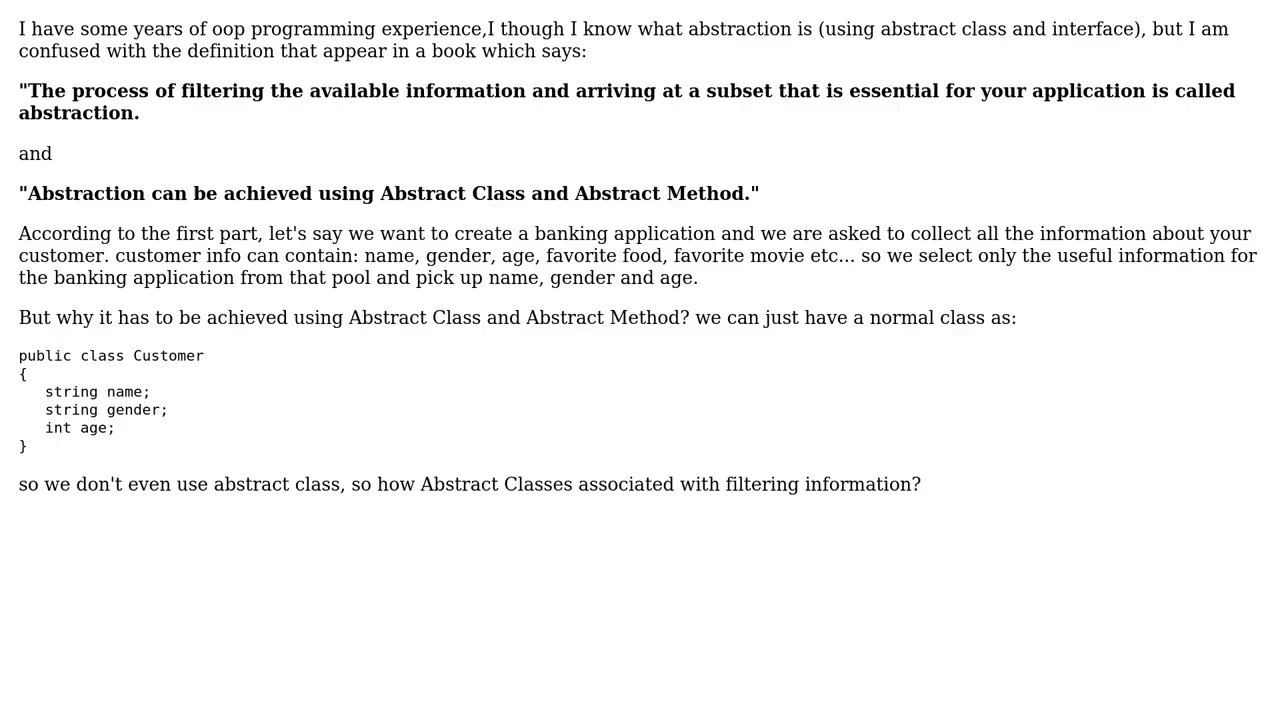 I have some years of oop programming experience,I though I know what abstraction is (using abstract class and interface), but I am
confused with the definition that appear in a book which says:
"The process of filtering the available information and arriving at a subset that is essential for your application is called
abstraction.
and
"Abstraction can be achieved using Abstract Class and Abstract Method."
According to the first part, let's say we want to create a banking application and we are asked to collect all the information about your
customer. customer info can contain: name, gender, age, favorite food, favorite movie etc... so we select only the useful information for
the banking application from that pool and pick up name, gender and age.
But why it has to be achieved using Abstract Class and Abstract Method? we can just have a normal class as:
public class Customer
{
   string name;
   string gender;
   int age;
}
so we don't even use abstract class, so how Abstract Classes associated with filtering information?